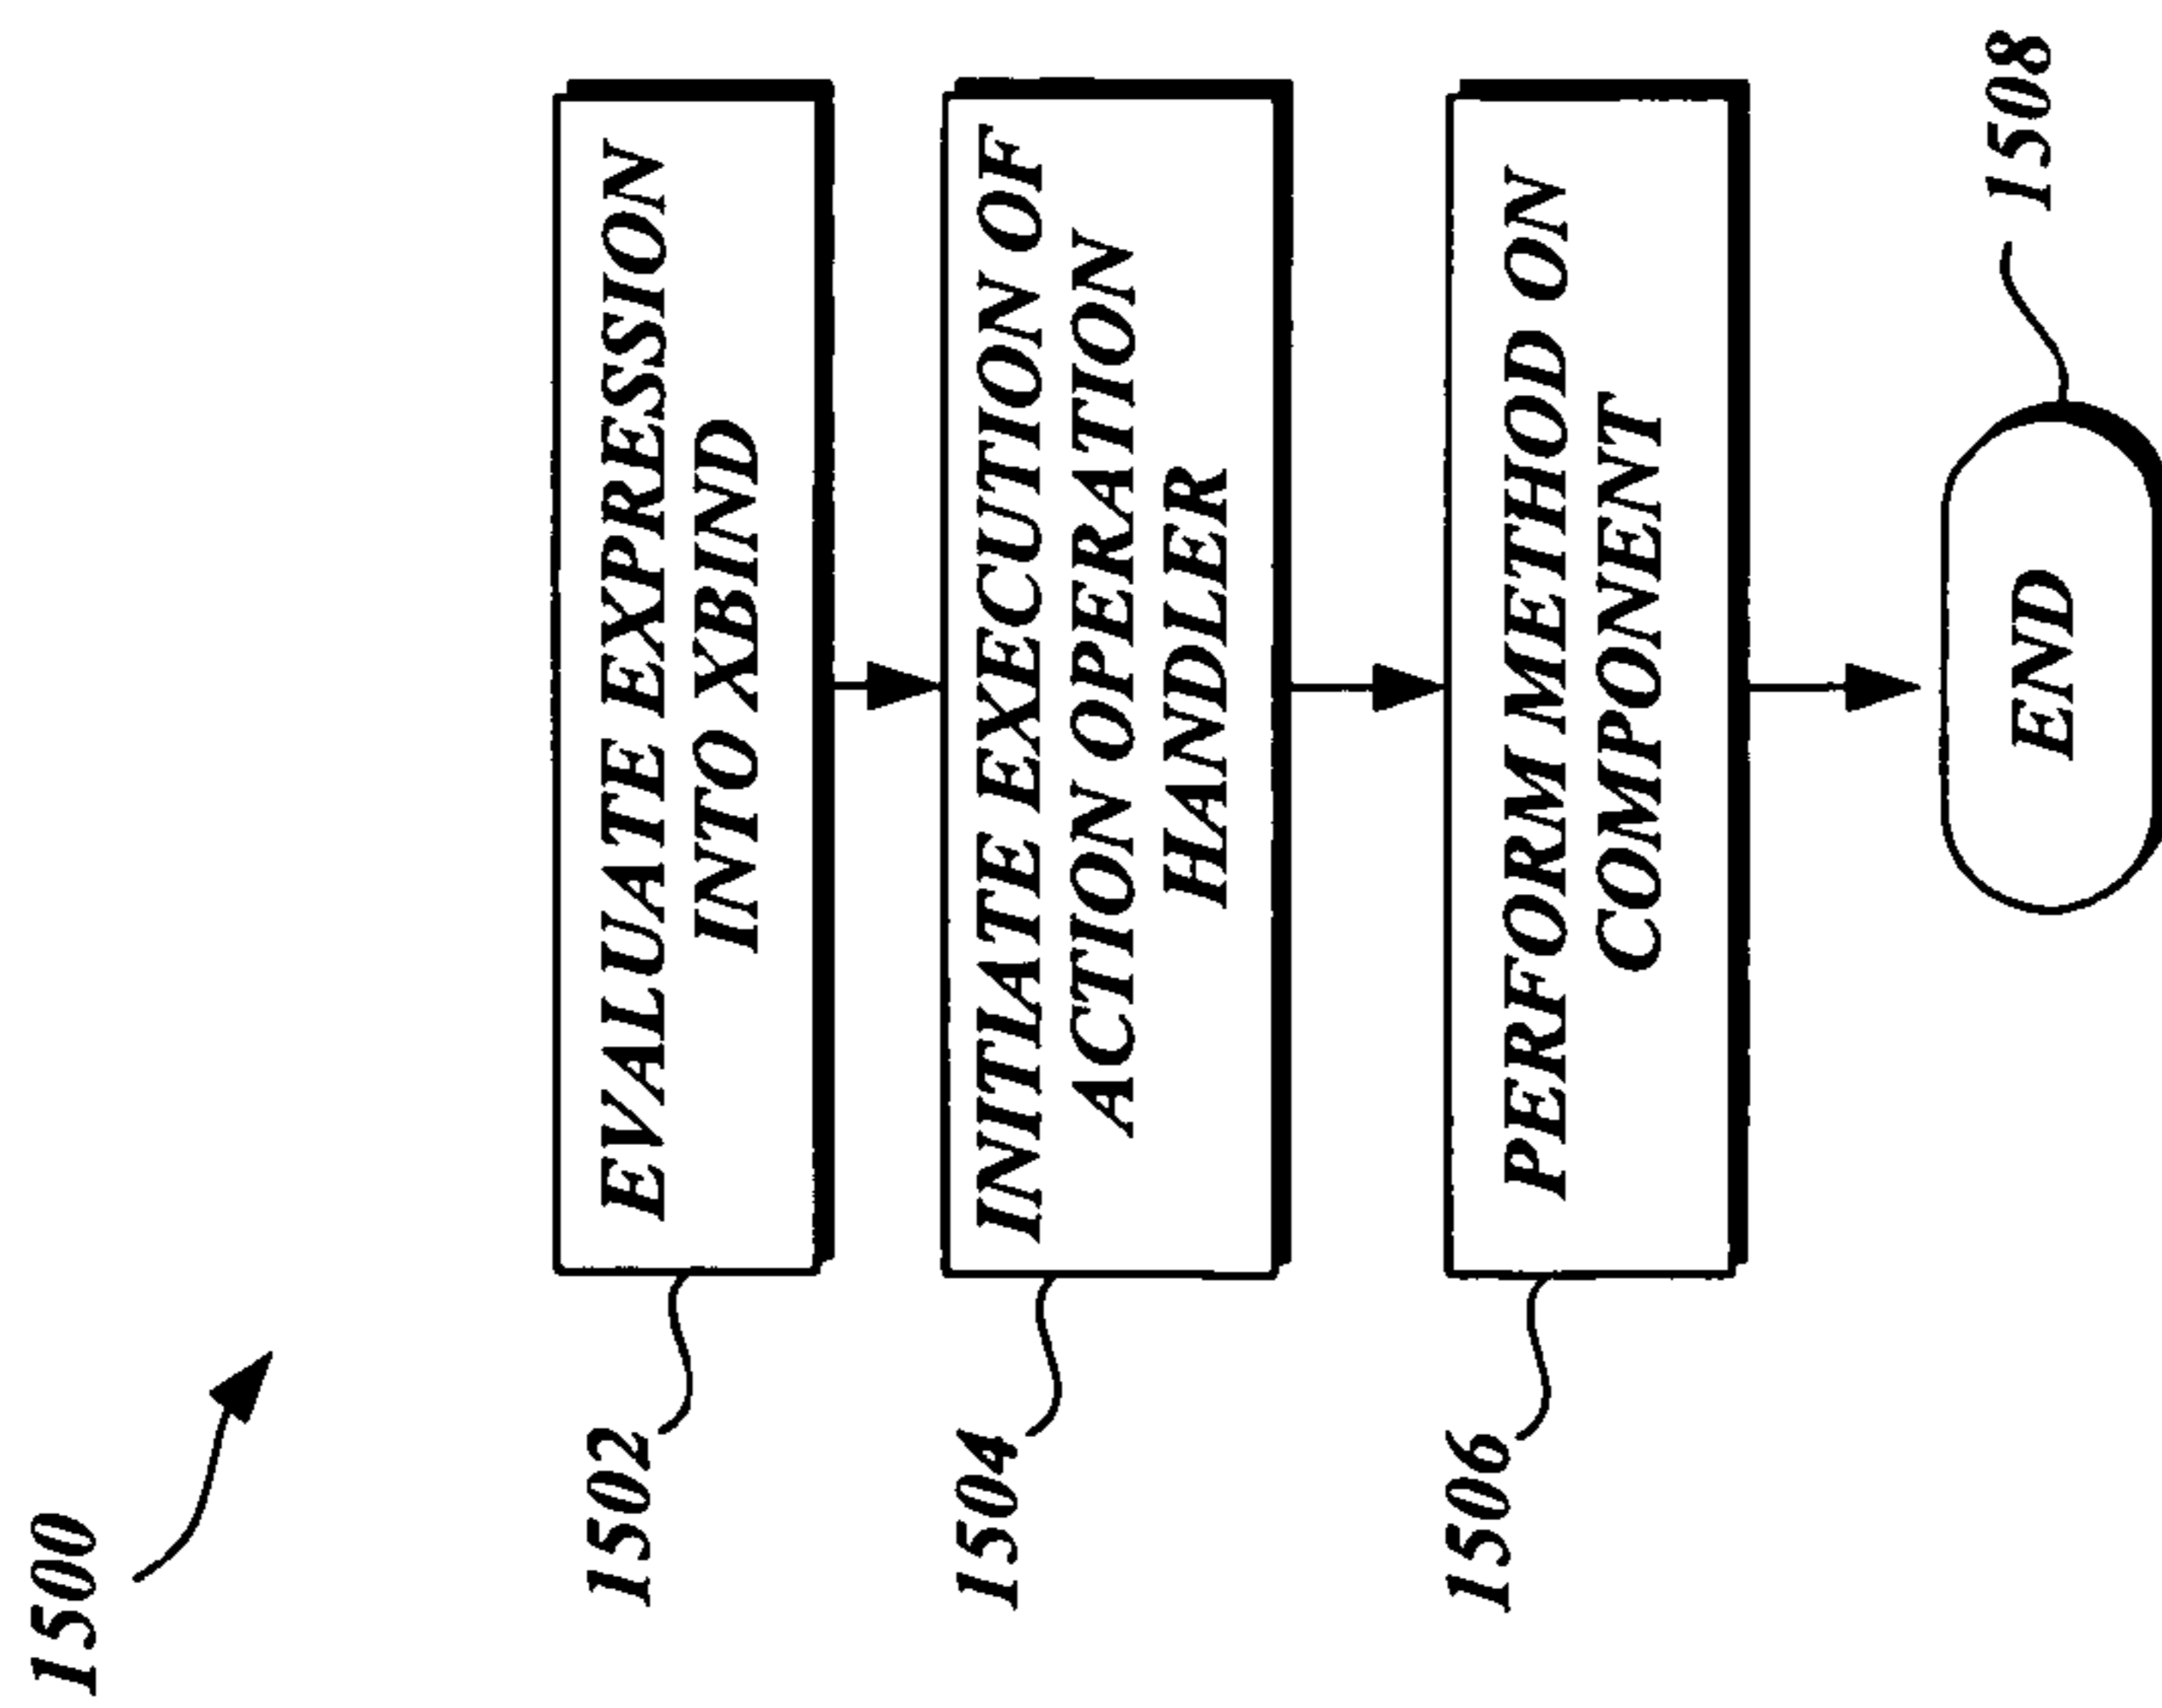 1500
1502
EVALUATE EXPRESSION
INTO XBIND
1504
INITIATE EXECUTION OF
ACTION OPERATION
HANDLER
1506
PERFORM METHOD ON
COMPONENT
1508
END